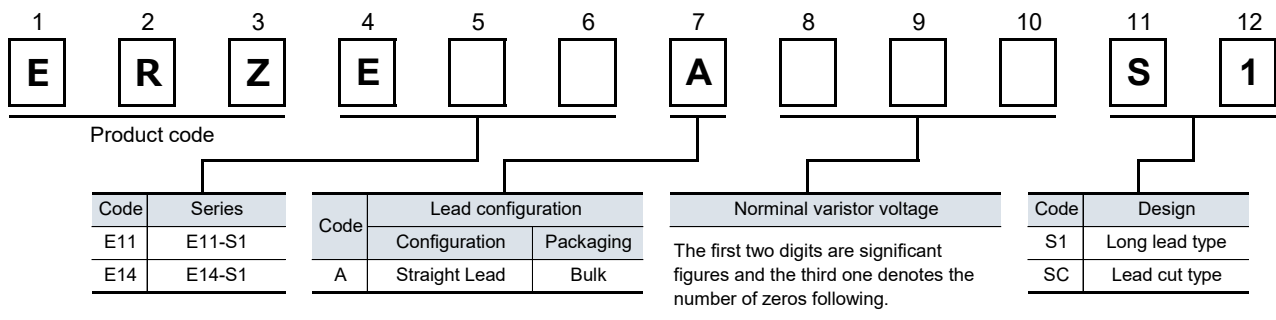 1 2 3 4 5 6 7 8 9 10 11 12
E R Z E A S 1
Product code
Code Series
E11 E11-S1
E14 E14-S1
Code Lead configuration
Configuration Packaging
A Straight Lead Bulk
Norminal varistor voltage
The first two digits are significant
figures and the third one denotes the
number of zeros following.
Code Design
S1 Long lead type
SC Lead cut type